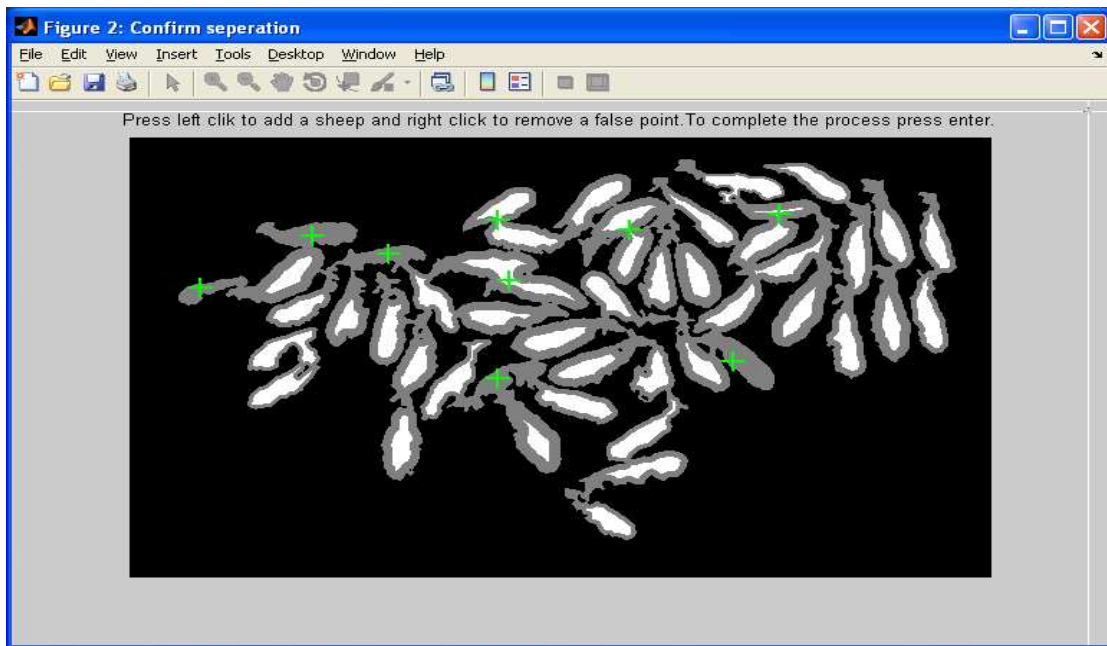 Figure 2: Confirm seperation
File Edit View Insert Tools Desktop Window Help
Press left clik to add a sheep and right click to remove a false point.To complete the process press enter.